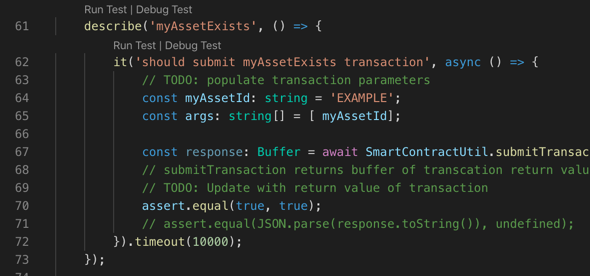 Run Test | Debug Test
61 describe('myAssetExists', () => {
Run Test | Debug Test
62 it('should submit myAssetExists transaction', async () => {
63 // TODO: populate transaction parameters
64 const myAssetId: string = 'EXAMPLE';
65 const args: string[] = [ myAssetId];
66
67 const response: Buffer = await SmartContractUtil.submitTransac
68 // submitTransaction returns buffer of transcation return valu
69 // TODO: Update with return value of transaction
70 assert.equal(true, true);
71 // assert.equal(JSON.parse(response.toString()), undefined);
72 }).timeout(10000);
73 });